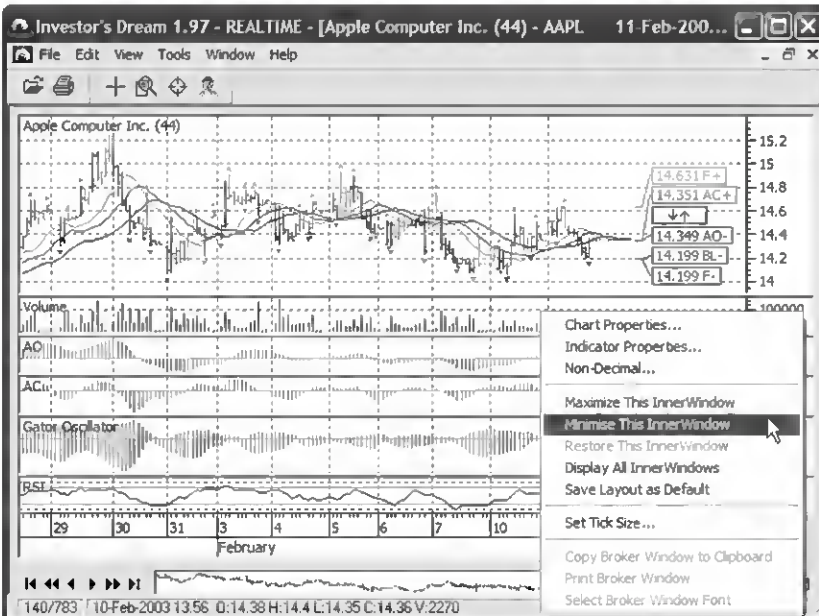 Investor's Dream 1.97 - REALTIME - [Apple Computer Inc. (44) - AAPL 11-Feb-200...
File Edit View Tools Window Help
Apple Computer Inc. (44)
15.2
15
14.8
14.6
14.4
14.2
14
14.631 F+
14.351 AC+
↓↑
14.349 AO-
14.199 BL-
14.199 F-
Volume
100000
AO
AC
Gator Oscillator
RSI
29 30 31 3 4 5 6 7 10
February
Chart Properties...
Indicator Properties...
Non-Decimal...
Maximize This InnerWindow
Minimise This InnerWindow
Restore This InnerWindow
Display All InnerWindows
Save Layout as Default
Set Tick Size...
Copy Broker Window to Clipboard
Print Broker Window
Select Broker Window Font
140/783 10-Feb-2003 13:56 O:14.38 H:14.4 L:14.35 C:14.36 V:2270